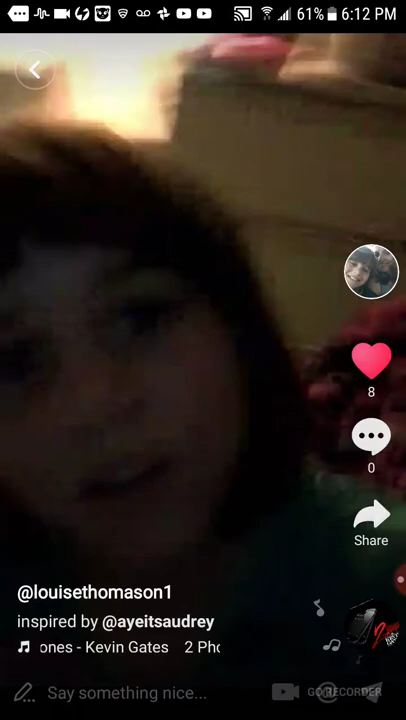 61% 6:12 PM
8
0
Share
@louisethomason1
inspired by @ayeitsaudrey
ones - Kevin Gates 2 Pho
Say something nice...
GO RECORDER